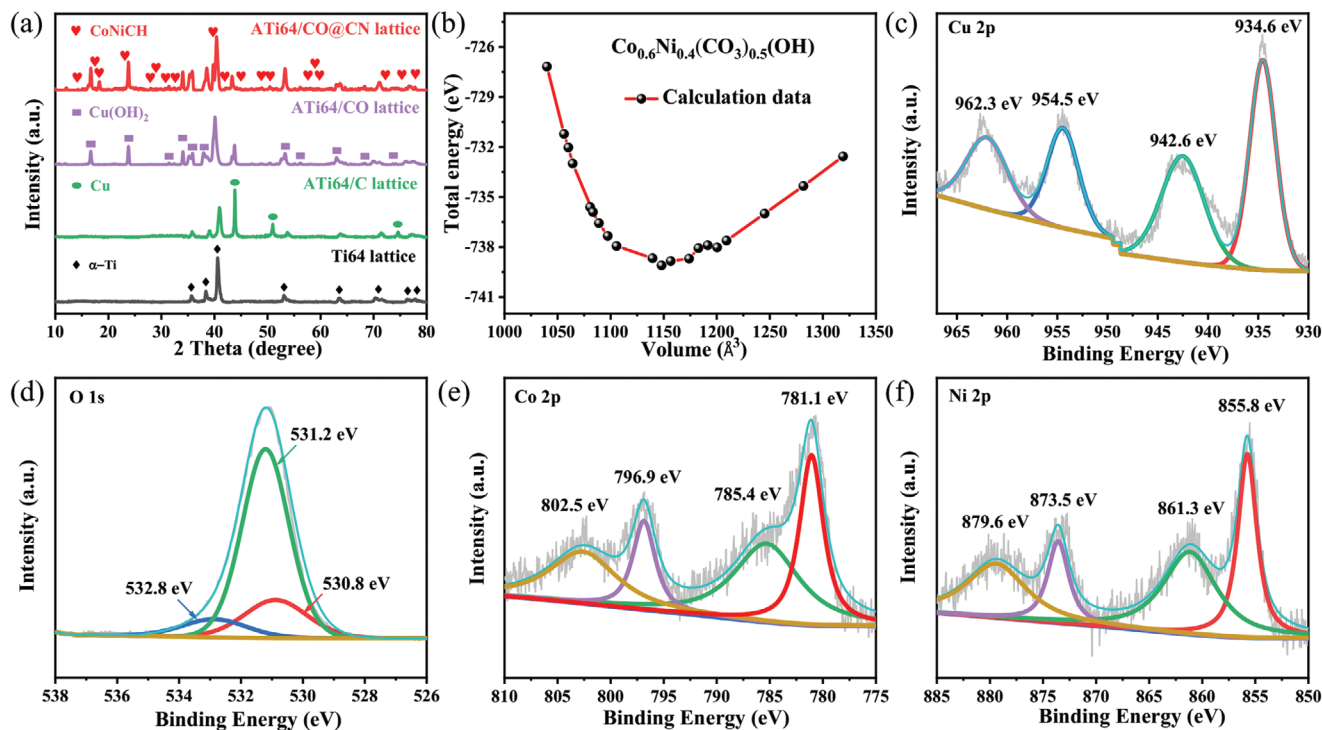 (a)
♥ CoNiCH
ATi64/CO@CN lattice
■ Cu(OH)₂
ATi64/CO lattice
● Cu
ATi64/C lattice
♦ α–Ti
Ti64 lattice
Intensity (a.u.)
10 20 30 40 50 60 70 80
2 Theta (degree)
(b)
Co₀.₆Ni₀.₄(CO₃)₀.₅(OH)
Calculation data
Total energy (eV)
-726
-729
-732
-735
-738
-741
1000 1050 1100 1150 1200 1250 1300 1350
Volume (Å³)
(c)
Cu 2p
934.6 eV
962.3 eV
954.5 eV
942.6 eV
Intensity (a.u.)
965 960 955 950 945 940 935 930
Binding Energy (eV)
(d)
O 1s
531.2 eV
532.8 eV
530.8 eV
Intensity (a.u.)
538 536 534 532 530 528 526
Binding Energy (eV)
(e)
Co 2p
781.1 eV
796.9 eV
785.4 eV
802.5 eV
Intensity (a.u.)
810 805 800 795 790 785 780 775
Binding Energy (eV)
(f)
Ni 2p
855.8 eV
873.5 eV
861.3 eV
879.6 eV
Intensity (a.u.)
885 880 875 870 865 860 855 850
Binding Energy (eV)